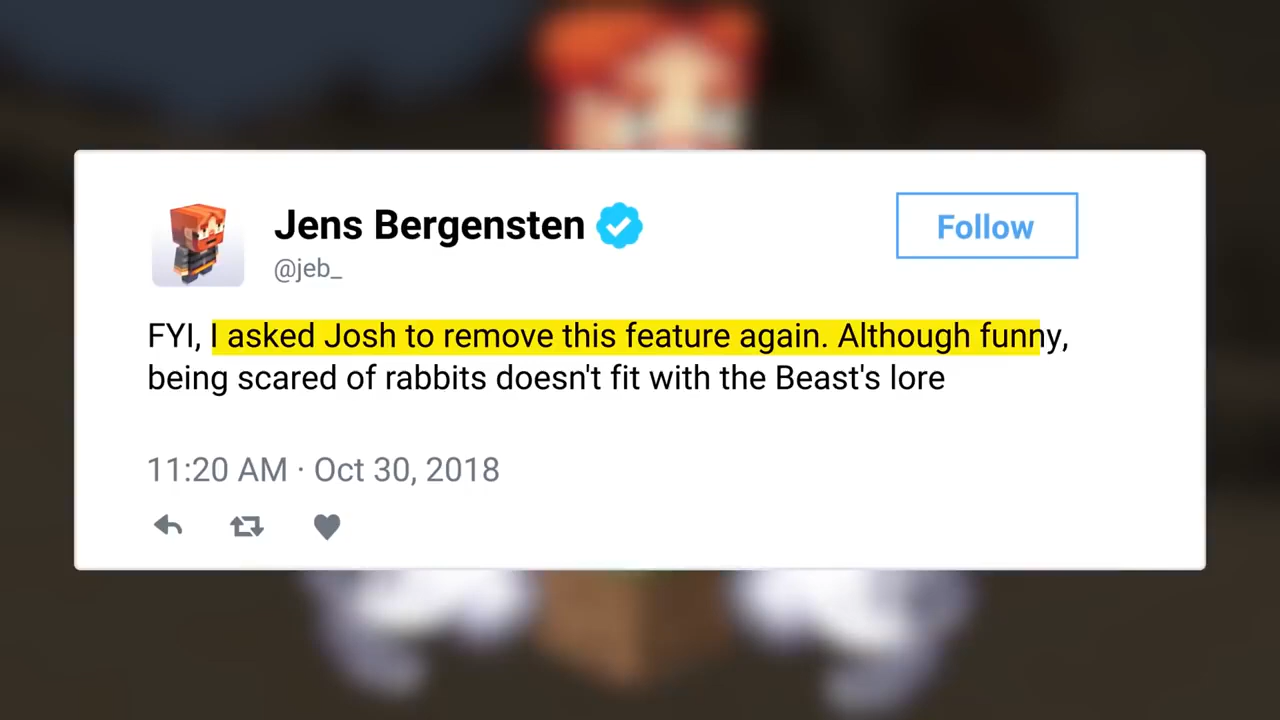 Jens Bergensten
@jeb_
Follow
FYI, I asked Josh to remove this feature again. Although funny,
being scared of rabbits doesn't fit with the Beast's lore
11:20 AM · Oct 30, 2018